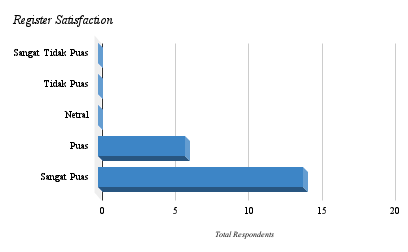 Register Satisfaction
Sangat Tidak Puas
Tidak Puas
Netral
Puas
Sangat Puas
0 5 10 15 20
Total Respondents